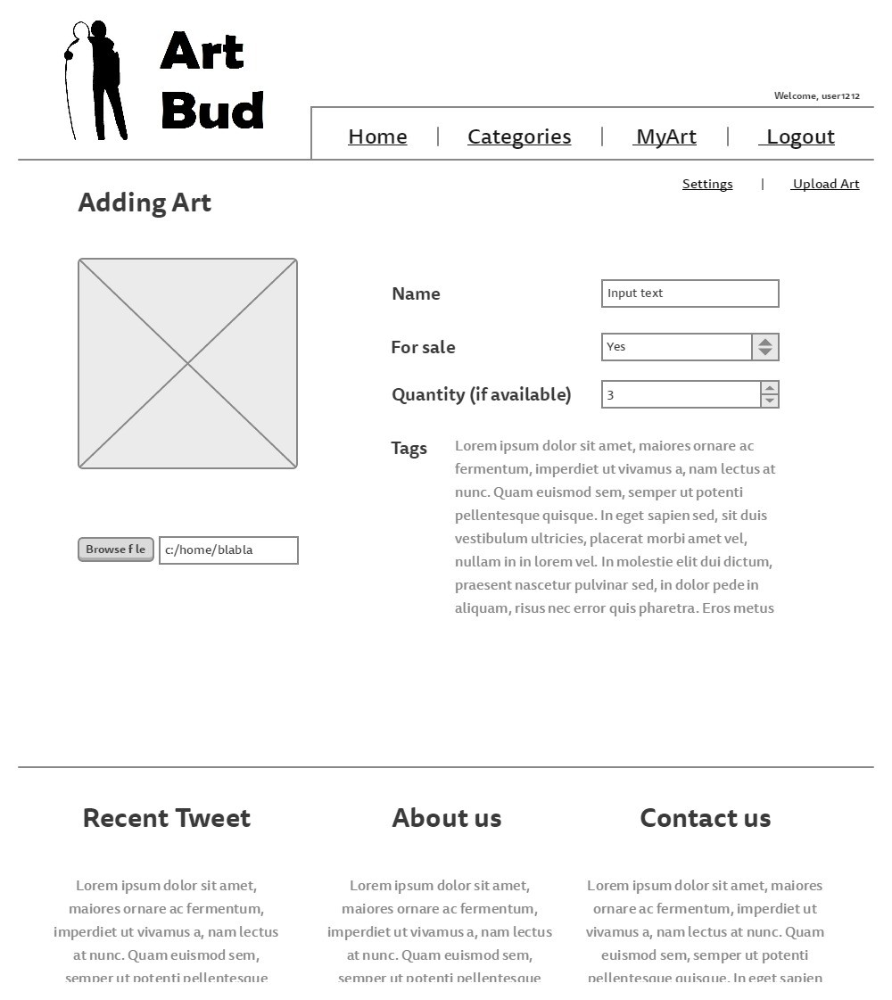 Art
Bud
Welcome, user1212
Home | Categories | MyArt | Logout
Settings | Upload Art
Adding Art
Name Input text
For sale Yes
Quantity (if available) 3
Tags
Lorem ipsum dolor sit amet, maiores ornare ac
fermentum, imperdiet ut vivamus a, nam lectus at
nunc. Quam euismod sem, semper ut potenti
pellentesque quisque. In eget sapien sed, sit duis
vestibulum ultricies, placerat morbi amet vel,
nullam in in lorem vel. In molestie elit dui dictum,
praesent nascetur pulvinar sed, in dolor pede in
aliquam, risus nec error quis pharetra. Eros metus
Browse f le c:/home/blabla
Recent Tweet
Lorem ipsum dolor sit amet,
maiores ornare ac fermentum,
imperdiet ut vivamus a, nam lectus
at nunc. Quam euismod sem,
semper ut potenti pellentesque
About us
Lorem ipsum dolor sit amet,
maiores ornare ac fermentum,
imperdiet ut vivamus a, nam lectus
at nunc. Quam euismod sem,
semper ut potenti pellentesque
Contact us
Lorem ipsum dolor sit amet, maiores
ornare ac fermentum, imperdiet ut
vivamus a, nam lectus at nunc. Quam
euismod sem, semper ut potenti
pellentesque quisque. In eget sapien